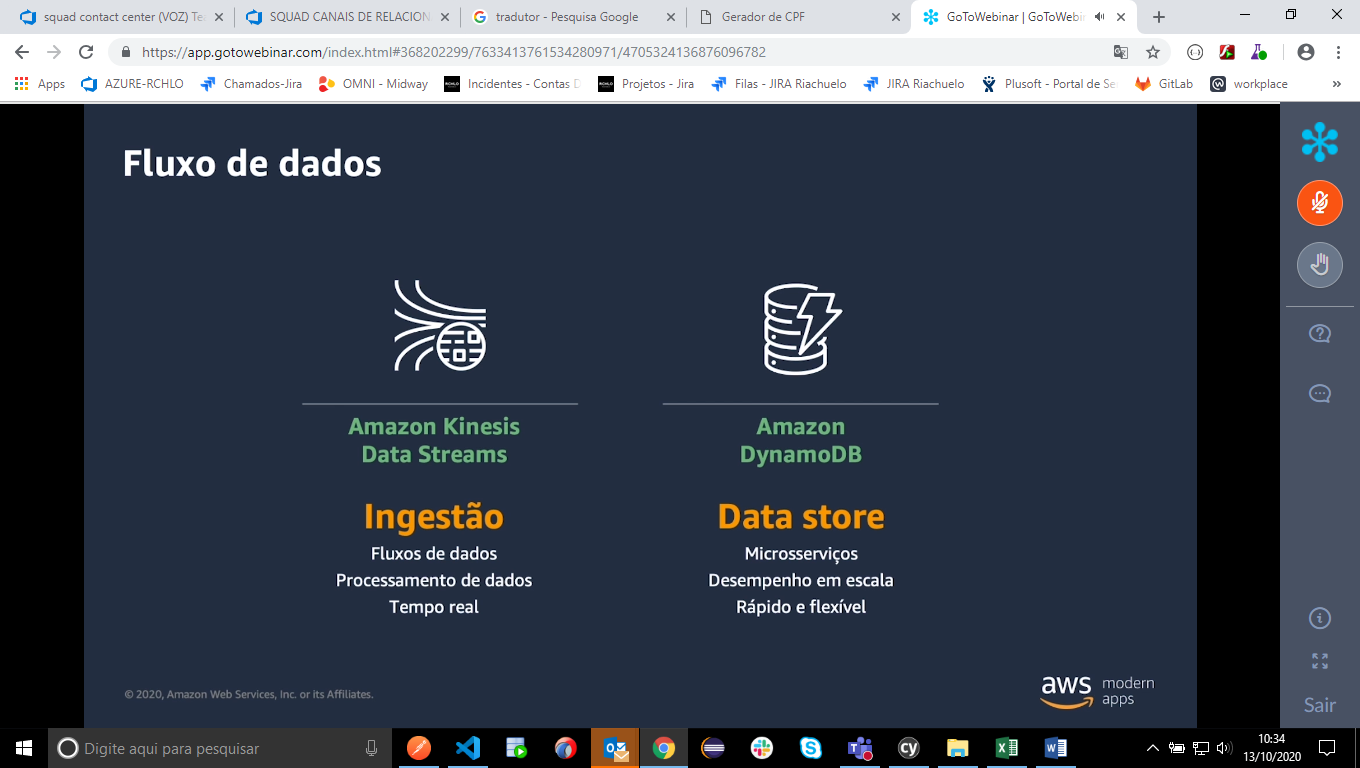 squad contact center (VOZ) Te
SQUAD CANAIS DE RELACION
tradutor - Pesquisa Google
Gerador de CPF
GoToWebinar | GoToWebin
https://app.gotowebinar.com/index.html#368202299/7633413761534280971/4705324136876096782
Apps
AZURE-RCHLO
Chamados-Jira
OMNI - Midway
RCHLO
Incidentes - Contas D
RCHLO
Projetos - Jira
Filas - JIRA Riachuelo
JIRA Riachuelo
Plusoft - Portal de Se
GitLab
workplace
Fluxo de dados
Amazon Kinesis
Data Streams
Ingestão
Fluxos de dados
Processamento de dados
Tempo real
Amazon
DynamoDB
Data store
Microsserviços
Desempenho em escala
Rápido e flexível
© 2020, Amazon Web Services, Inc. or its Affiliates.
aws modern
apps
Sair
Digite aqui para pesquisar
cy
10:34
13/10/2020